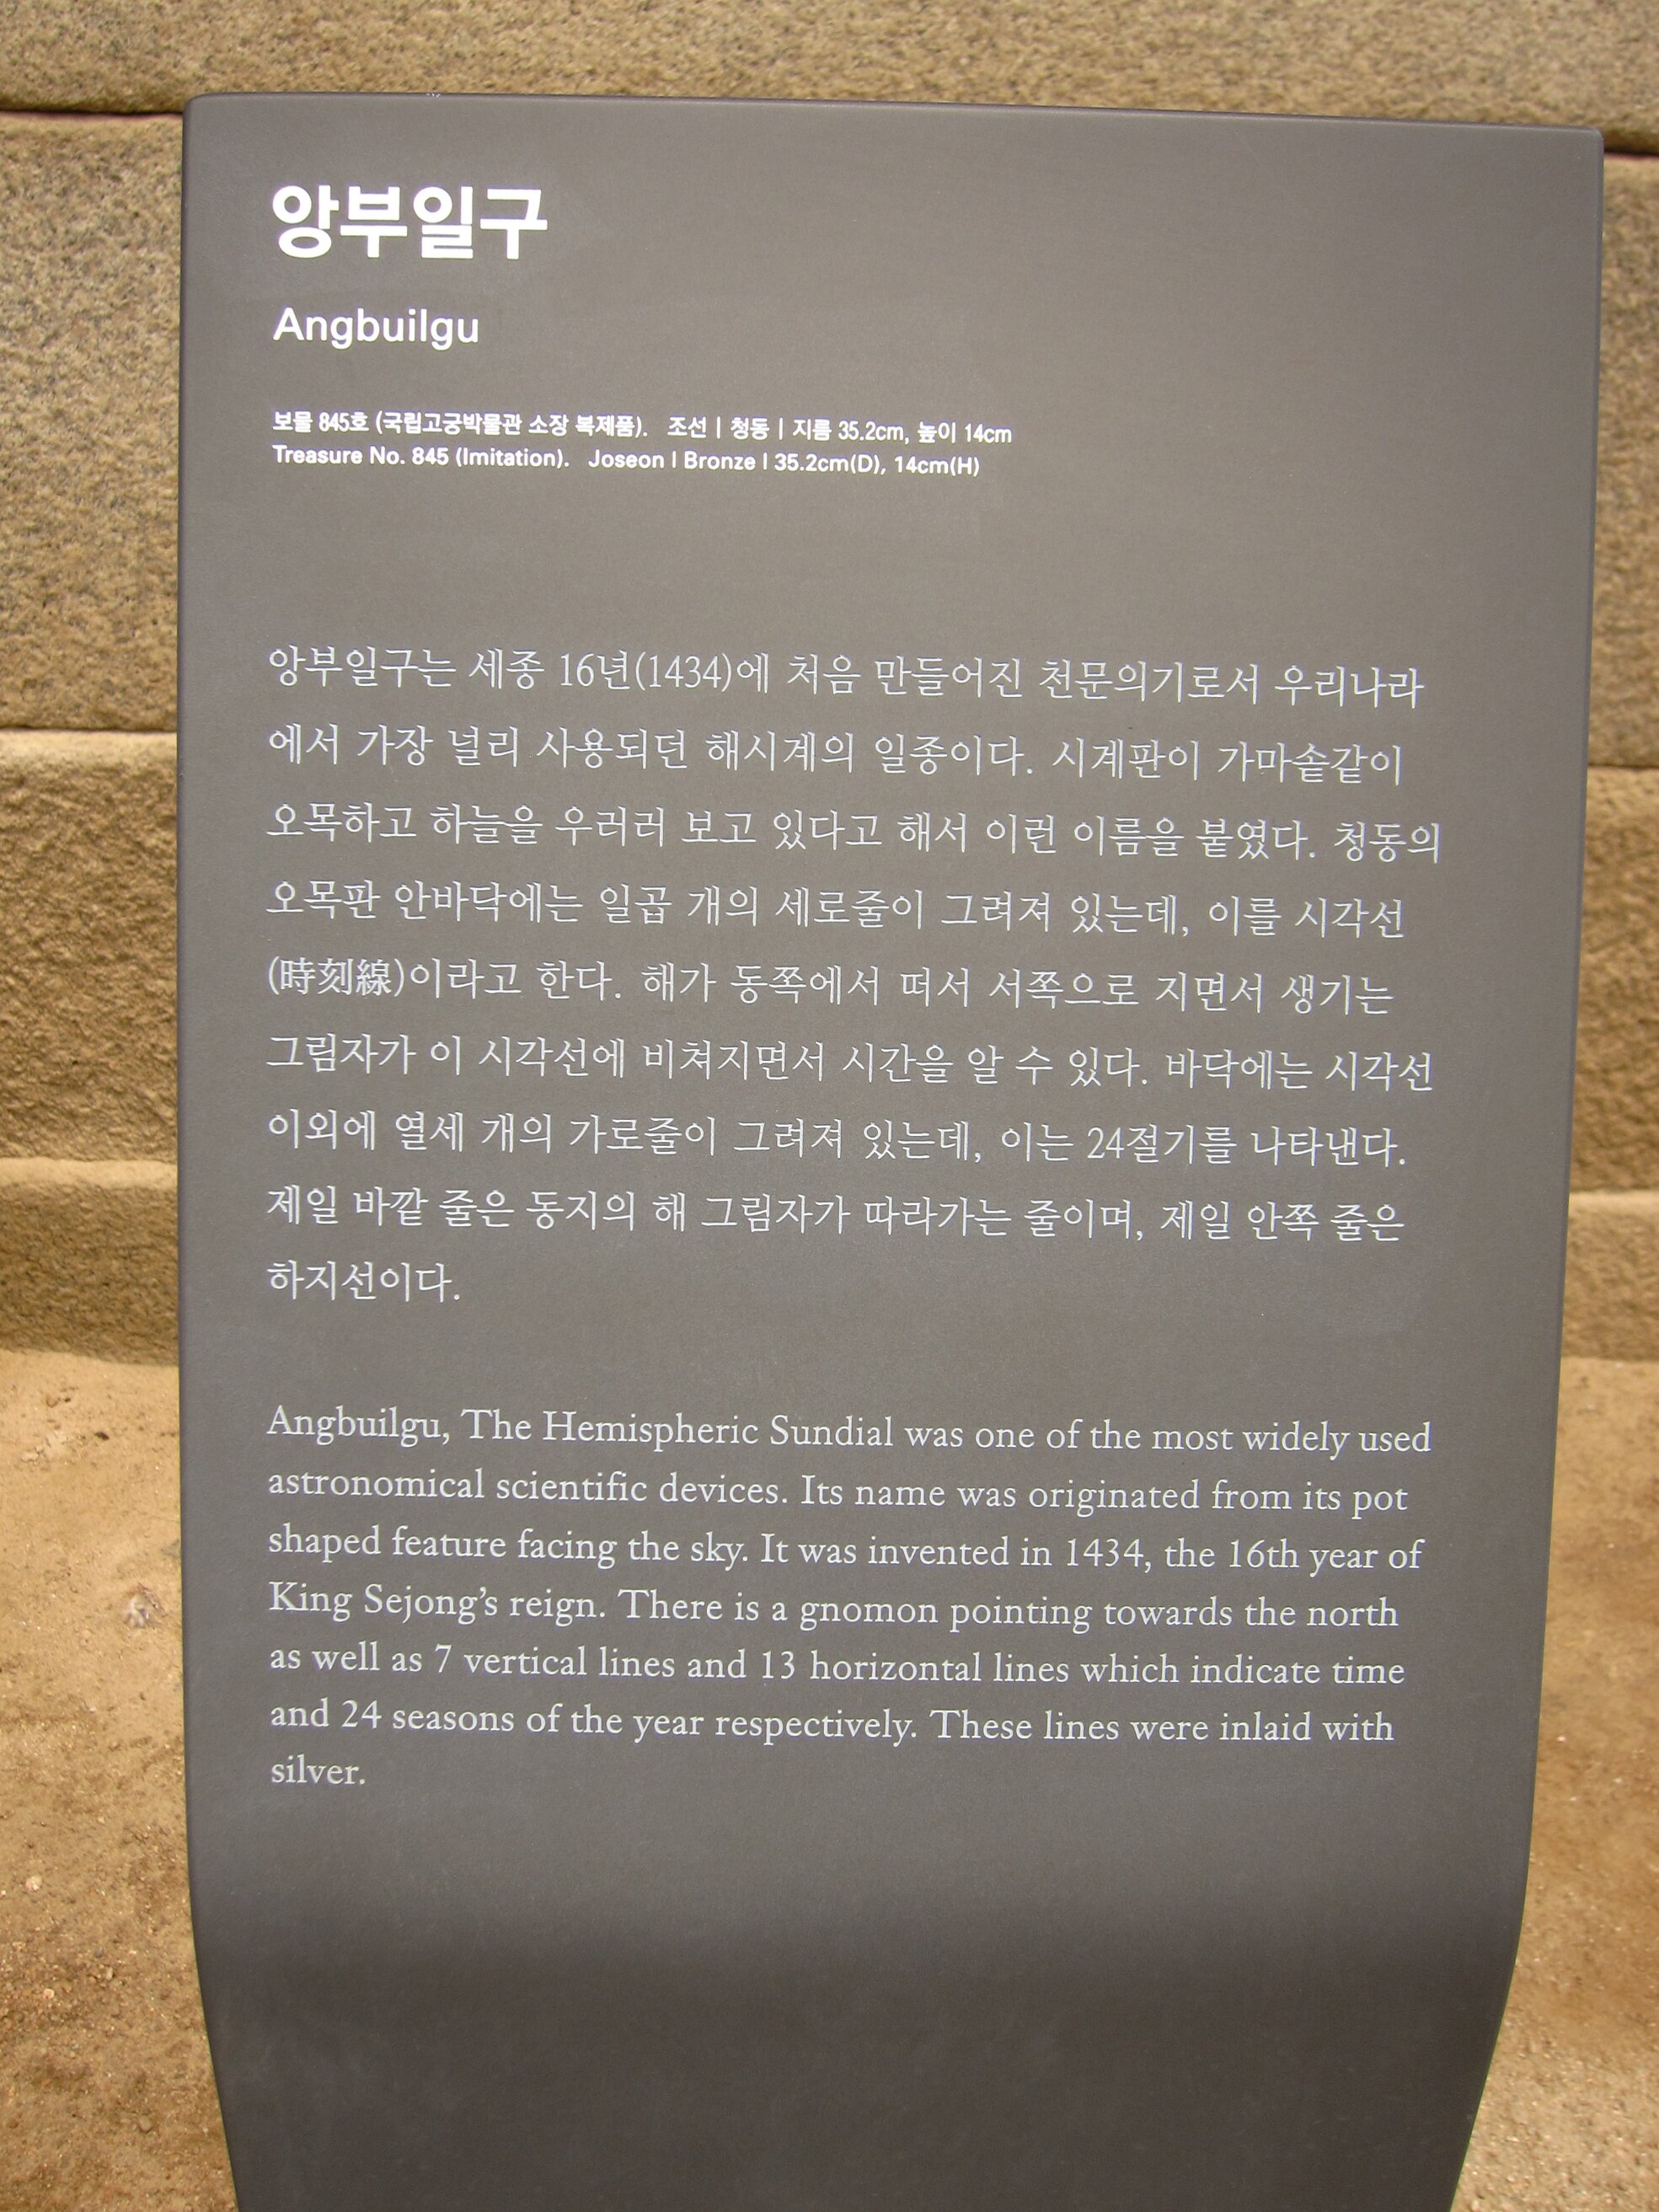 앙부일구
Angbuilgu
보물 845호 (국립고궁박물관 소장 복제품). 조선 | 청동 | 지름 35.2cm, 높이 14cm
Treasure No. 845 (Imitation). Joseon | Bronze | 35.2cm(D), 14cm(H)
앙부일구는 세종 16년(1434)에 처음 만들어진 천문의기로서 우리나라
에서 가장 널리 사용되던 해시계의 일종이다. 시계판이 가마솥같이
오목하고 하늘을 우러러 보고 있다고 해서 이런 이름을 붙였다. 청동의
오목판 안바닥에는 일곱 개의 세로줄이 그려져 있는데, 이를 시각선
(時刻線)이라고 한다. 해가 동쪽에서 떠서 서쪽으로 지면서 생기는
그림자가 이 시각선에 비쳐지면서 시간을 알 수 있다. 바닥에는 시각선
이외에 열세 개의 가로줄이 그려져 있는데, 이는 24절기를 나타낸다.
제일 바깥 줄은 동지의 해 그림자가 따라가는 줄이며, 제일 안쪽 줄은
하지선이다.
Angbuilgu, The Hemispheric Sundial was one of the most widely used
astronomical scientific devices. Its name was originated from its pot
shaped feature facing the sky. It was invented in 1434, the 16th year of
King Sejong's reign. There is a gnomon pointing towards the north
as well as 7 vertical lines and 13 horizontal lines which indicate time
and 24 seasons of the year respectively. These lines were inlaid with
silver.